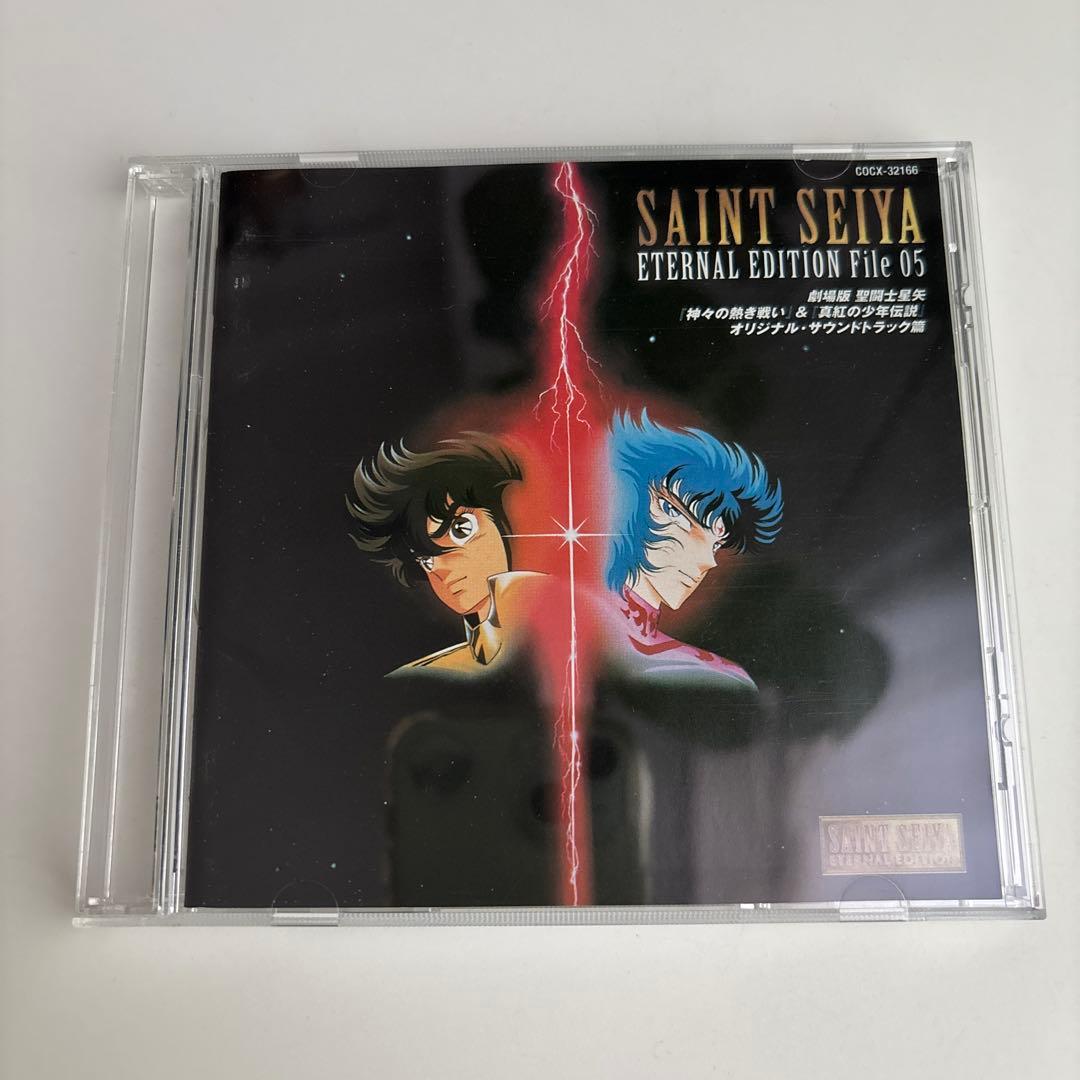 COCX-32166
SAINT SEIYA
ETERNAL EDITION File 05
劇場版 聖闘士星矢
『神々の熱き戦い』&『真紅の少年伝説』
オリジナル・サウンドトラック篇
SAINT SEIYA
ETERNAL EDITION